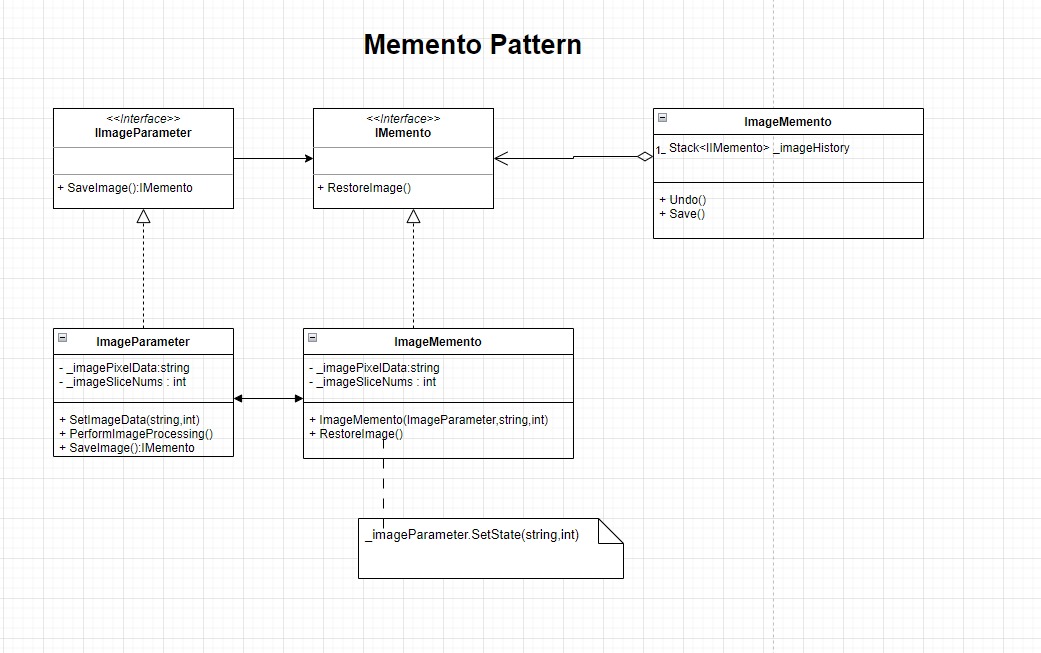 Memento Pattern
<<Interface>>
IImageParameter
+ SaveImage():IMemento
<<Interface>>
IMemento
+ RestoreImage()
ImageMemento
1_ Stack<IIMemento> _imageHistory
+ Undo()
+ Save()
ImageParameter
- _imagePixelData:string
- _imageSliceNums : int
+ SetImageData(string,int)
+ PerformImageProcessing()
+ SaveImage():IMemento
ImageMemento
- _imagePixelData:string
- _imageSliceNums : int
+ ImageMemento(ImageParameter,string,int)
+ RestoreImage()
_imageParameter.SetState(string,int)